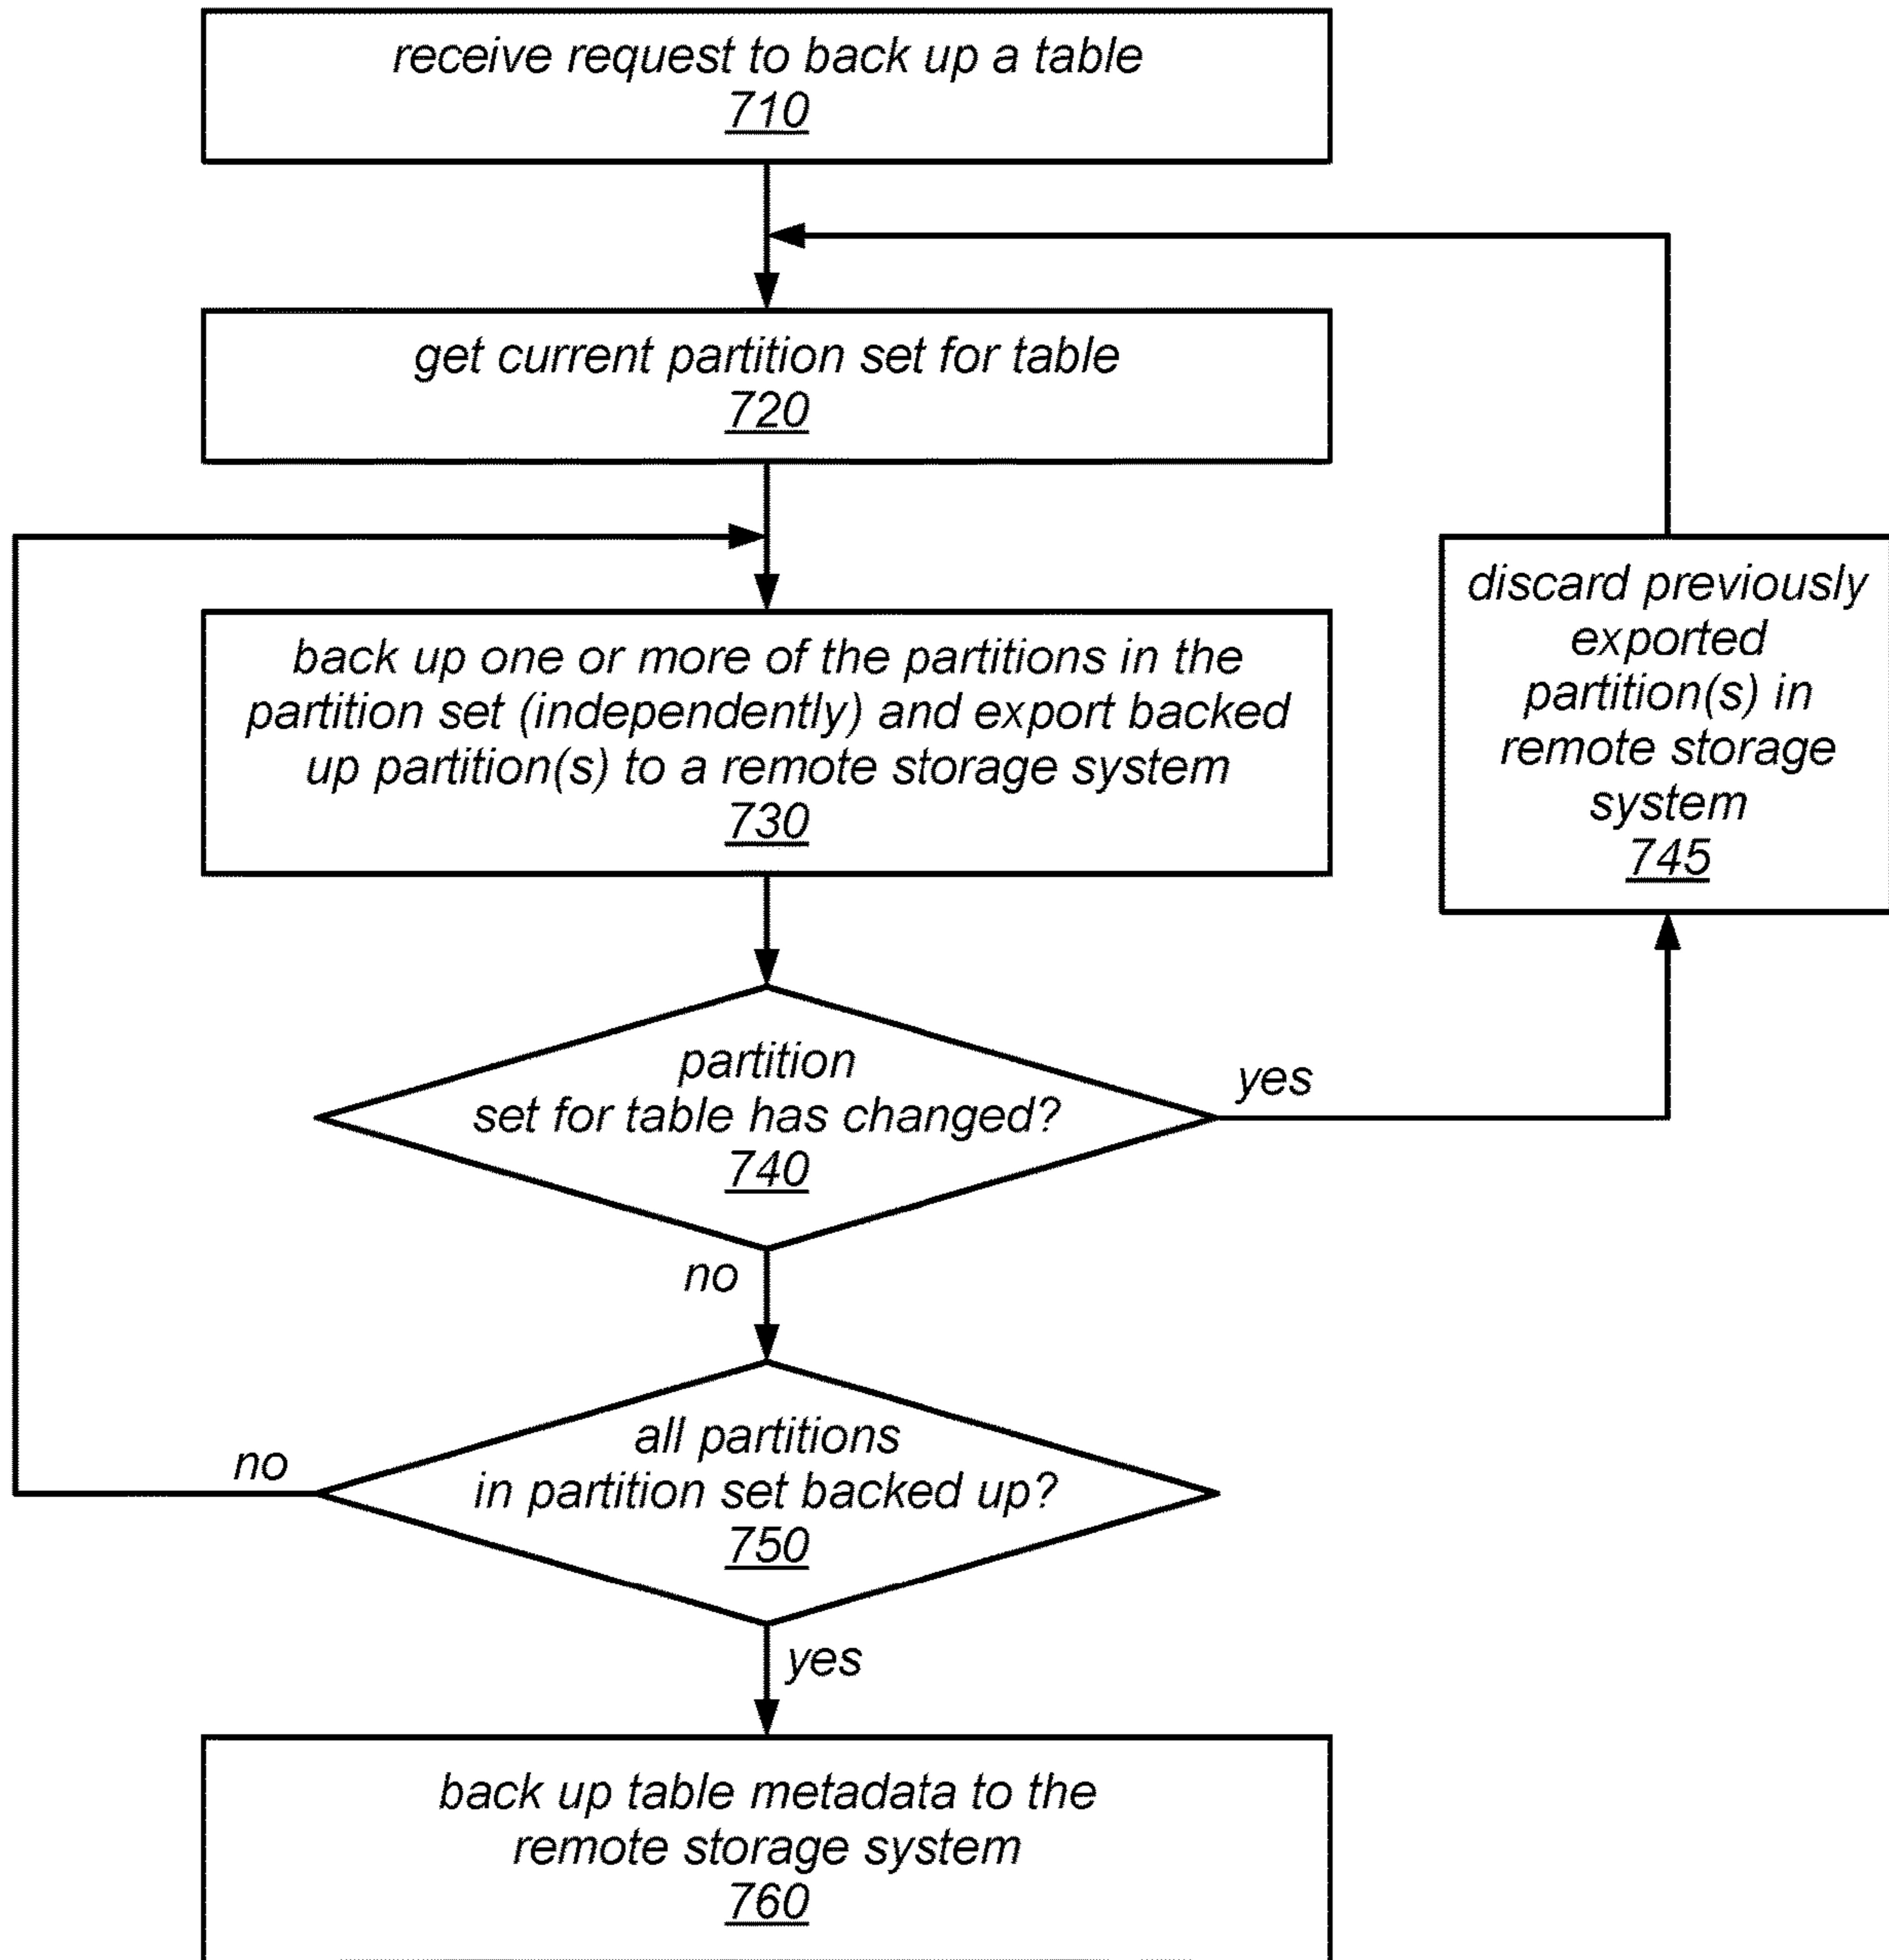 receive request to back up a table
710
get current partition set for table
720
back up one or more of the partitions in the
partition set (independently) and export backed
up partition(s) to a remote storage system
730
discard previously
exported
partition(s) in
remote storage
system
745
partition
set for table has changed?
740
yes
no
all partitions
in partition set backed up?
750
no
yes
back up table metadata to the
remote storage system
760